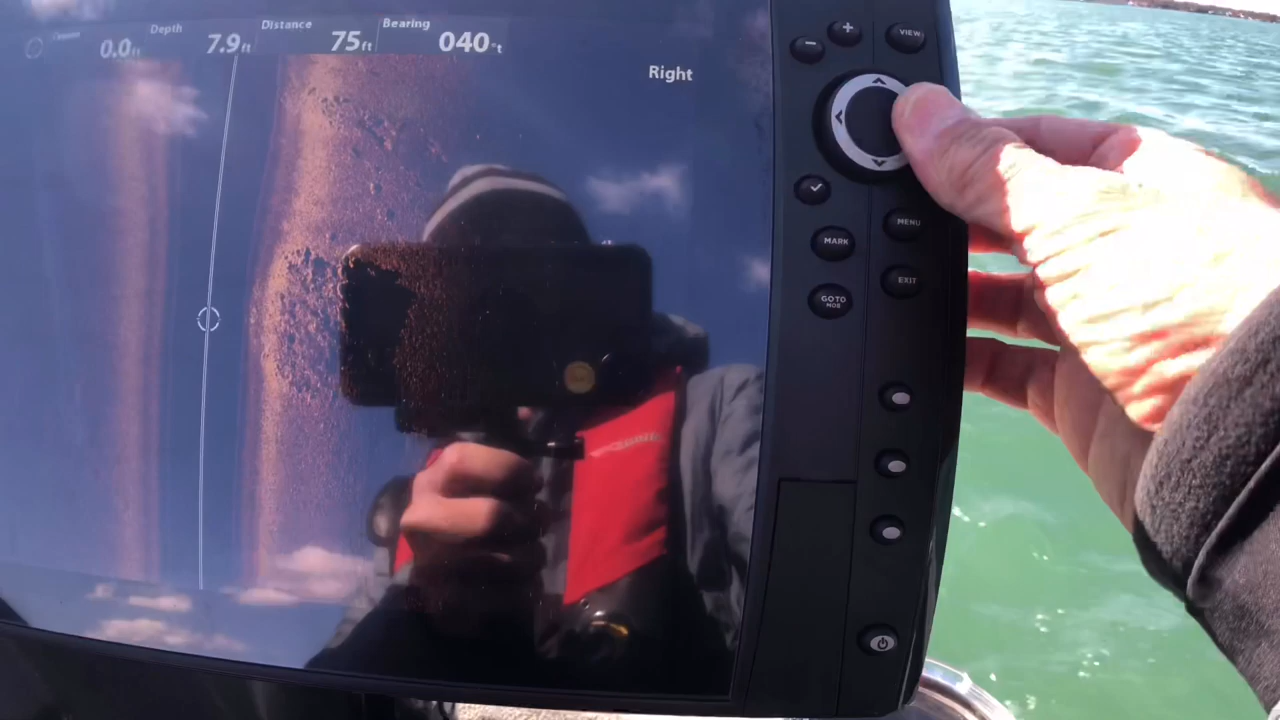 Depth Distance Bearing
0.0ft 7.9ft 75ft 040°t
Right
+
-
VIEW
MARK
MENU
GOTO
MOB
EXIT